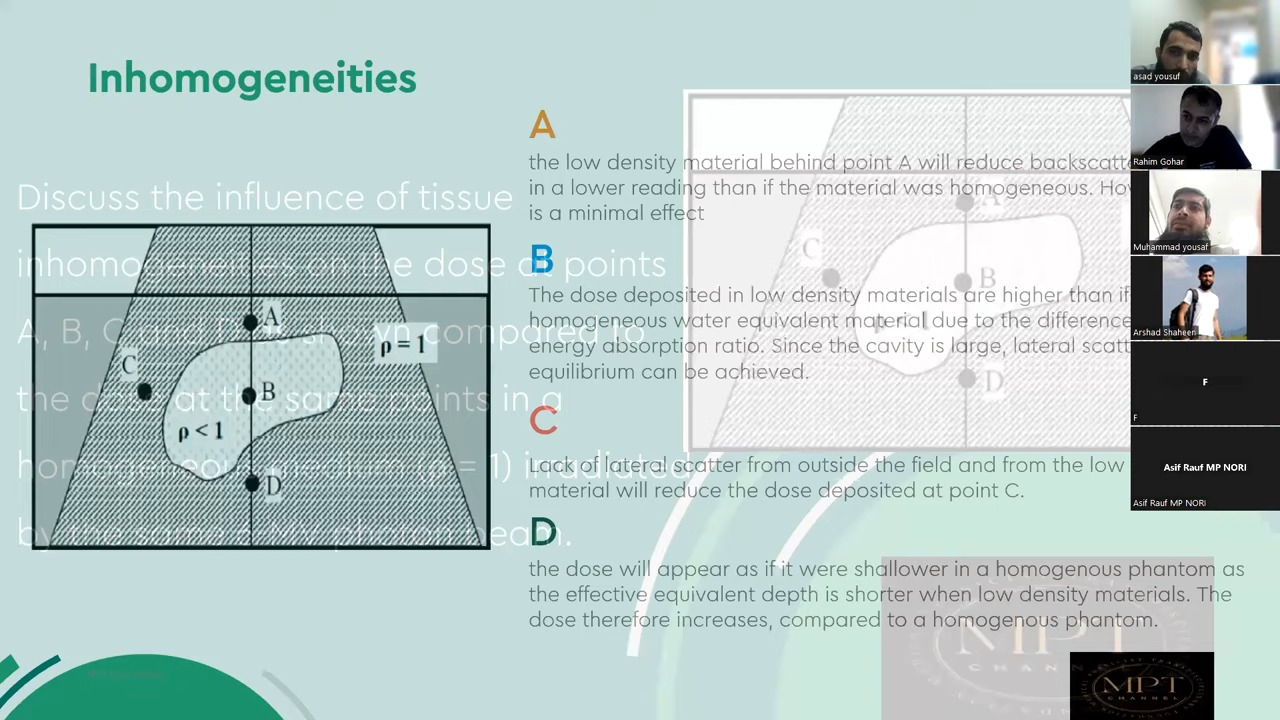 Inhomogeneities
Discuss the influence of tissue
inhomogeneities on the dose at points
A, B, C and D as shown compared to
the dose at the same points in a
homogeneous medium (ρ = 1) irradiated
by the same MV photon beam.
A
C
B
D
ρ = 1
ρ < 1
A
the low density material behind point A will reduce
in a lower reading than if the material was homogeneous.
is a minimal effect
B
The dose deposited in low density materials are higher than if
homogeneous water equivalent material due to the difference
energy absorption ratio. Since the cavity is large, lateral
equilibrium can be achieved.
C
Lack of lateral scatter from outside the field and from the low
material will reduce the dose deposited at point C.
D
the dose will appear as if it were shallower in a homogenous phantom as
the effective equivalent depth is shorter when low density materials. The
dose therefore increases, compared to a homogenous phantom.
A
C
B
D
asad yousuf
Rahim Gohar
Muhammad yousaf
Arshad Shaheen
F
F
Asif Rauf MP NORI
Asif Rauf MP NORI
MPT
CHANNEL